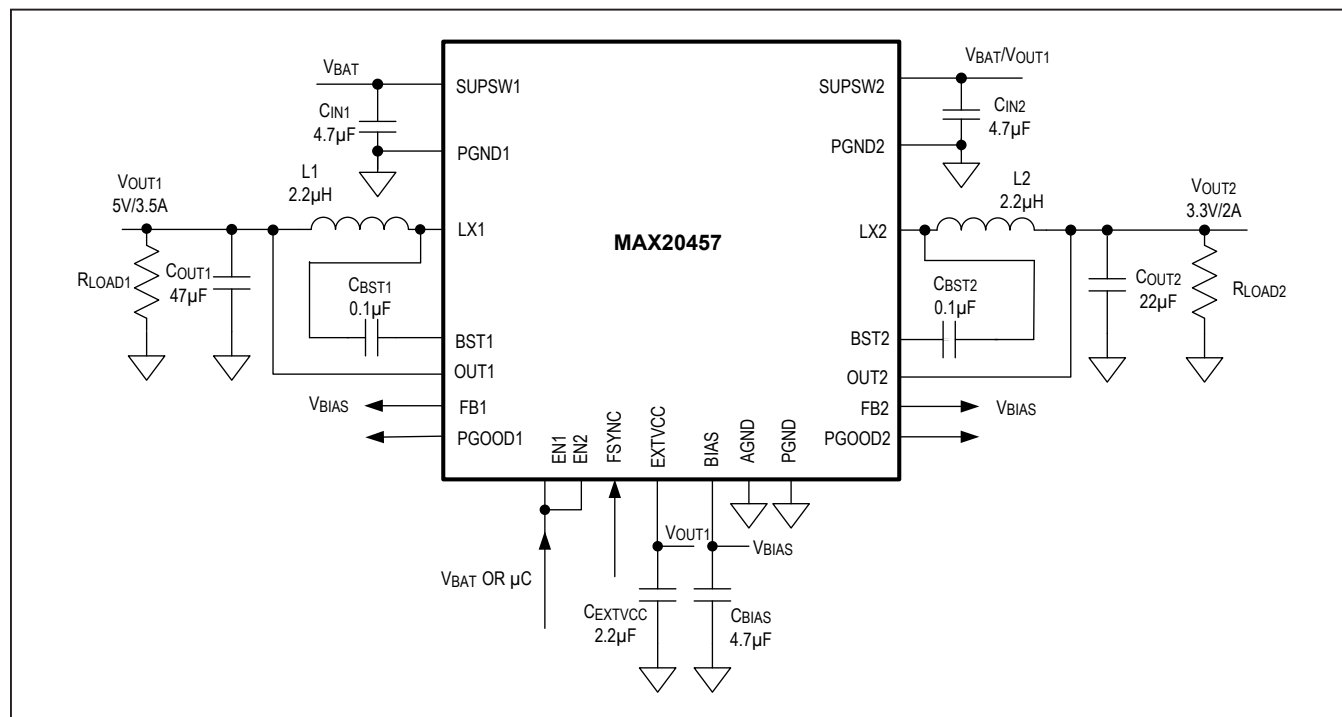 VBAT
SUPSW1
CIN1
4.7µF
PGND1
L1
2.2µH
VOUT1
5V/3.5A
LX1
RLOAD1
COUT1
47µF
CBST1
0.1µF
BST1
OUT1
VBIAS
FB1
PGOOD1
MAX20457
VBAT/VOUT1
SUPSW2
CIN2
4.7µF
PGND2
L2
2.2µH
VOUT2
3.3V/2A
LX2
CBST2
0.1µF
COUT2
22µF
RLOAD2
BST2
OUT2
FB2
VBIAS
PGOOD2
EN1
EN2
FSYNC
EXTVCC
BIAS
AGND
PGND
VOUT1
VBIAS
VBAT OR µC
CEXTVCC
2.2µF
CBIAS
4.7µF